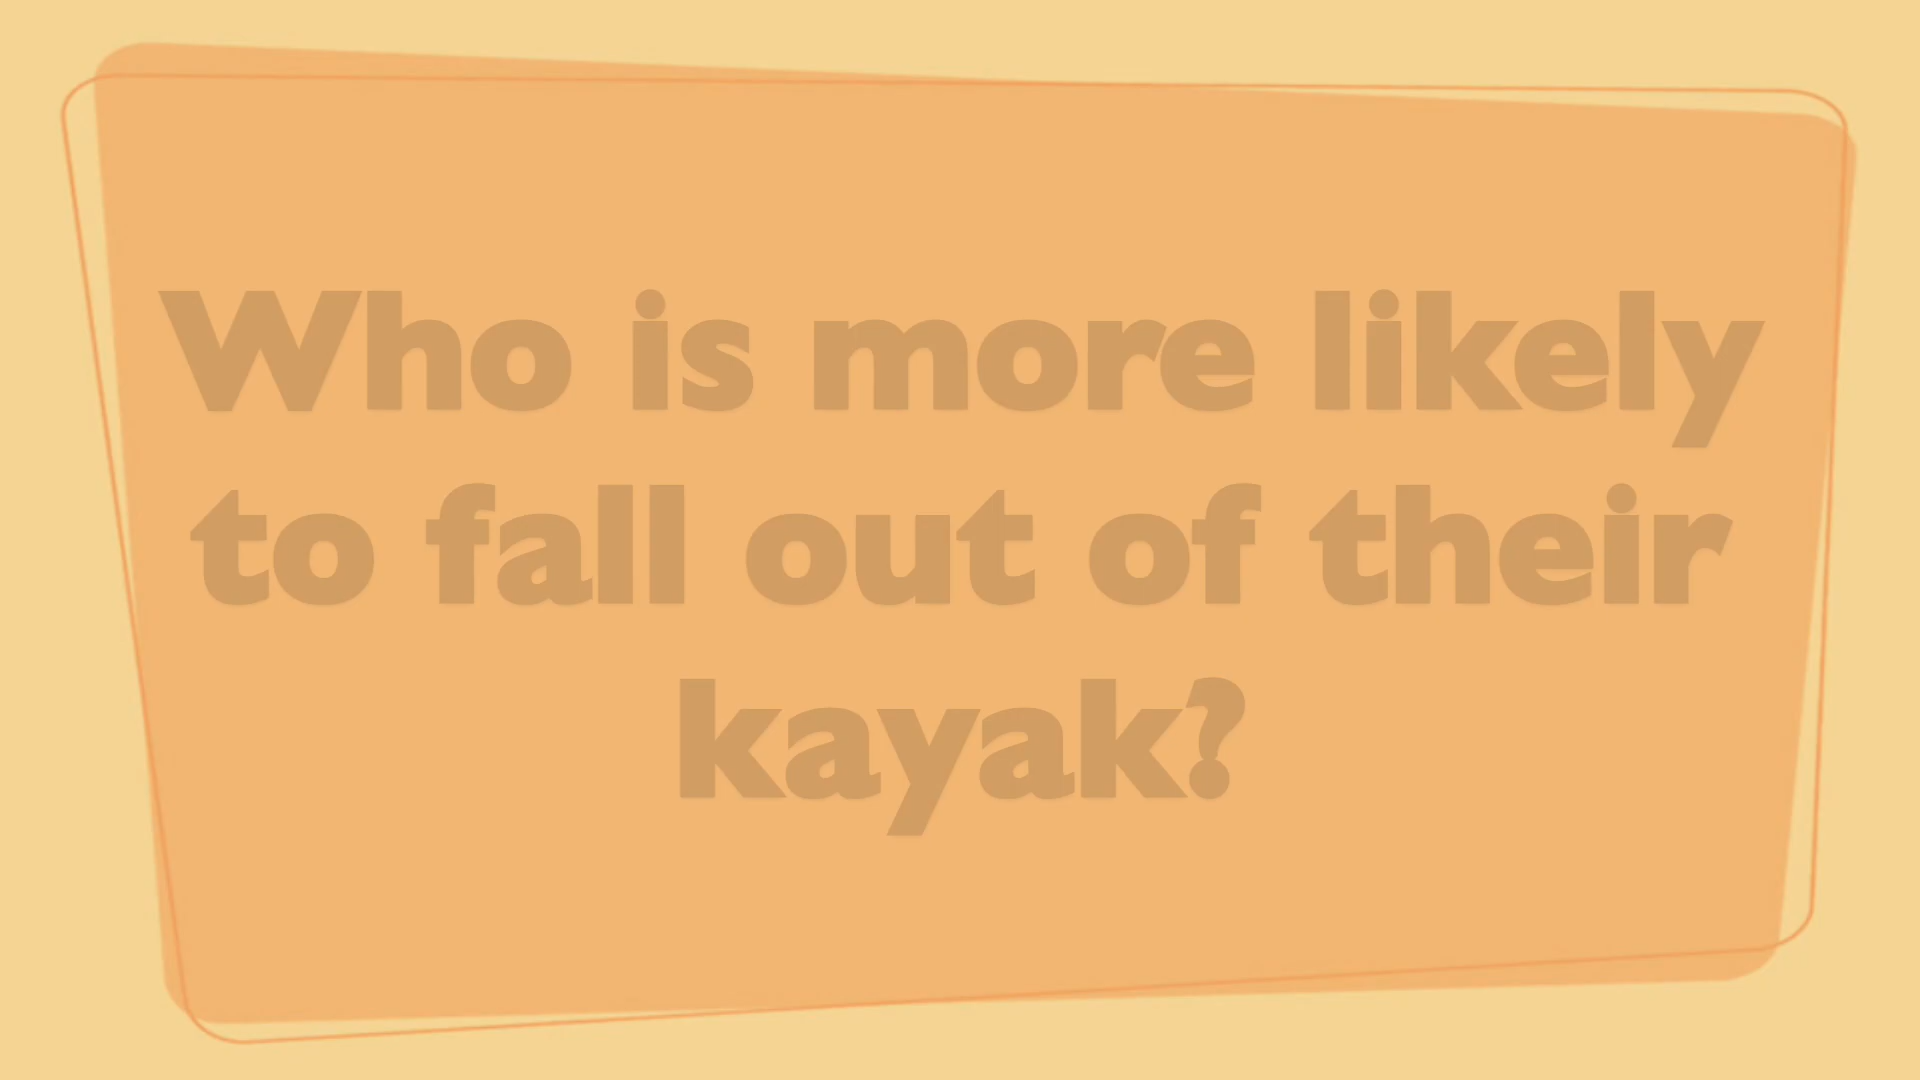 Who is more likely
to fall out of their
kayak?